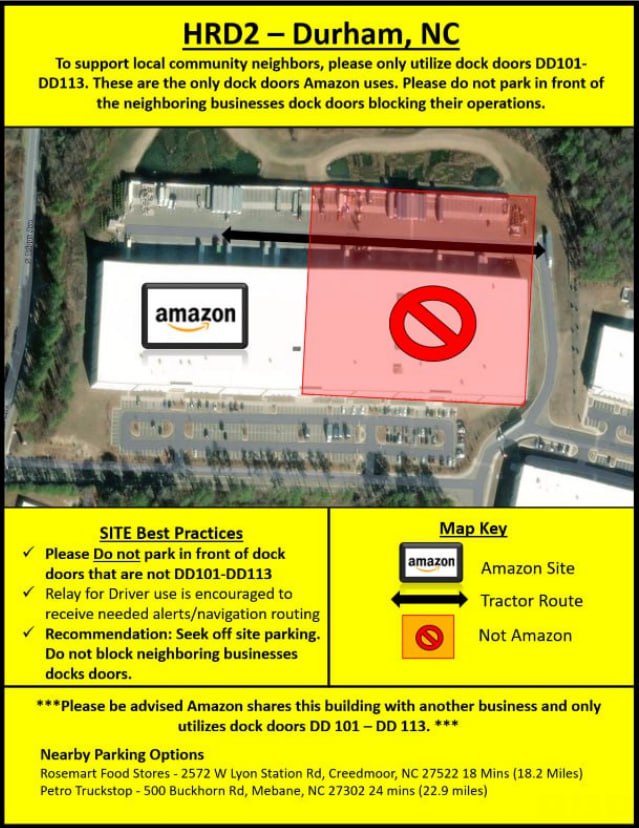 HRD2 – Durham, NC
To support local community neighbors, please only utilize dock doors DD101-
DD113. These are the only dock doors Amazon uses. Please do not park in front of
the neighboring businesses dock doors blocking their operations.
amazon
SITE Best Practices
✓ Please Do not park in front of dock
doors that are not DD101-DD113
✓ Relay for Driver use is encouraged to
receive needed alerts/navigation routing
✓ Recommendation: Seek off site parking.
Do not block neighboring businesses
docks doors.
Map Key
amazon
Amazon Site
Tractor Route
Not Amazon
***Please be advised Amazon shares this building with another business and only
utilizes dock doors DD 101 – DD 113. ***
Nearby Parking Options
Rosemart Food Stores - 2572 W Lyon Station Rd, Creedmoor, NC 27522 18 Mins (18.2 Miles)
Petro Truckstop - 500 Buckhorn Rd, Mebane, NC 27302 24 mins (22.9 miles)